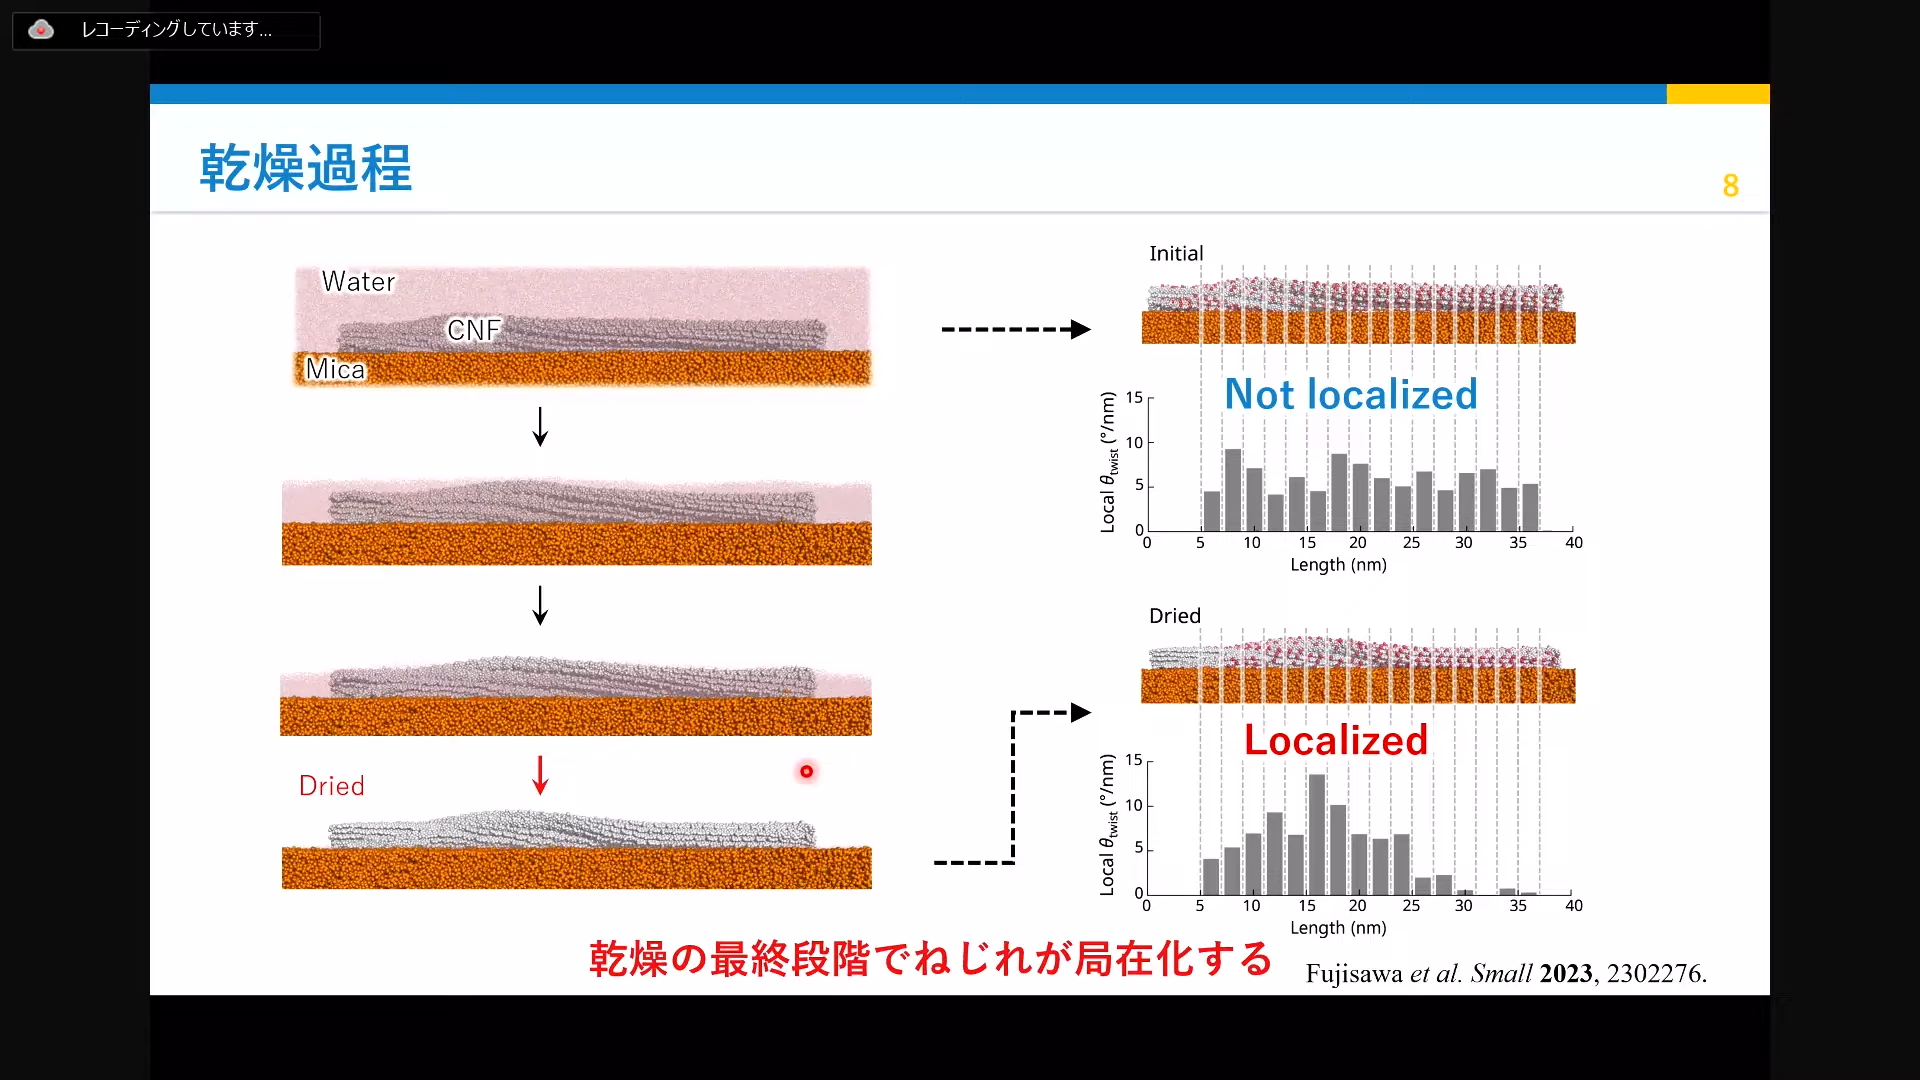 レコーディングしています...
乾燥過程
8
Water
CNF
Mica
Dried
Initial
Not localized
Local θtwist (°/nm)
15
10
5
0
0 5 10 15 20 25 30 35 40
Length (nm)
Dried
Localized
Local θtwist (°/nm)
15
10
5
0
0 5 10 15 20 25 30 35 40
Length (nm)
乾燥の最終段階でねじれが局在化する
Fujisawa et al. Small 2023, 2302276.